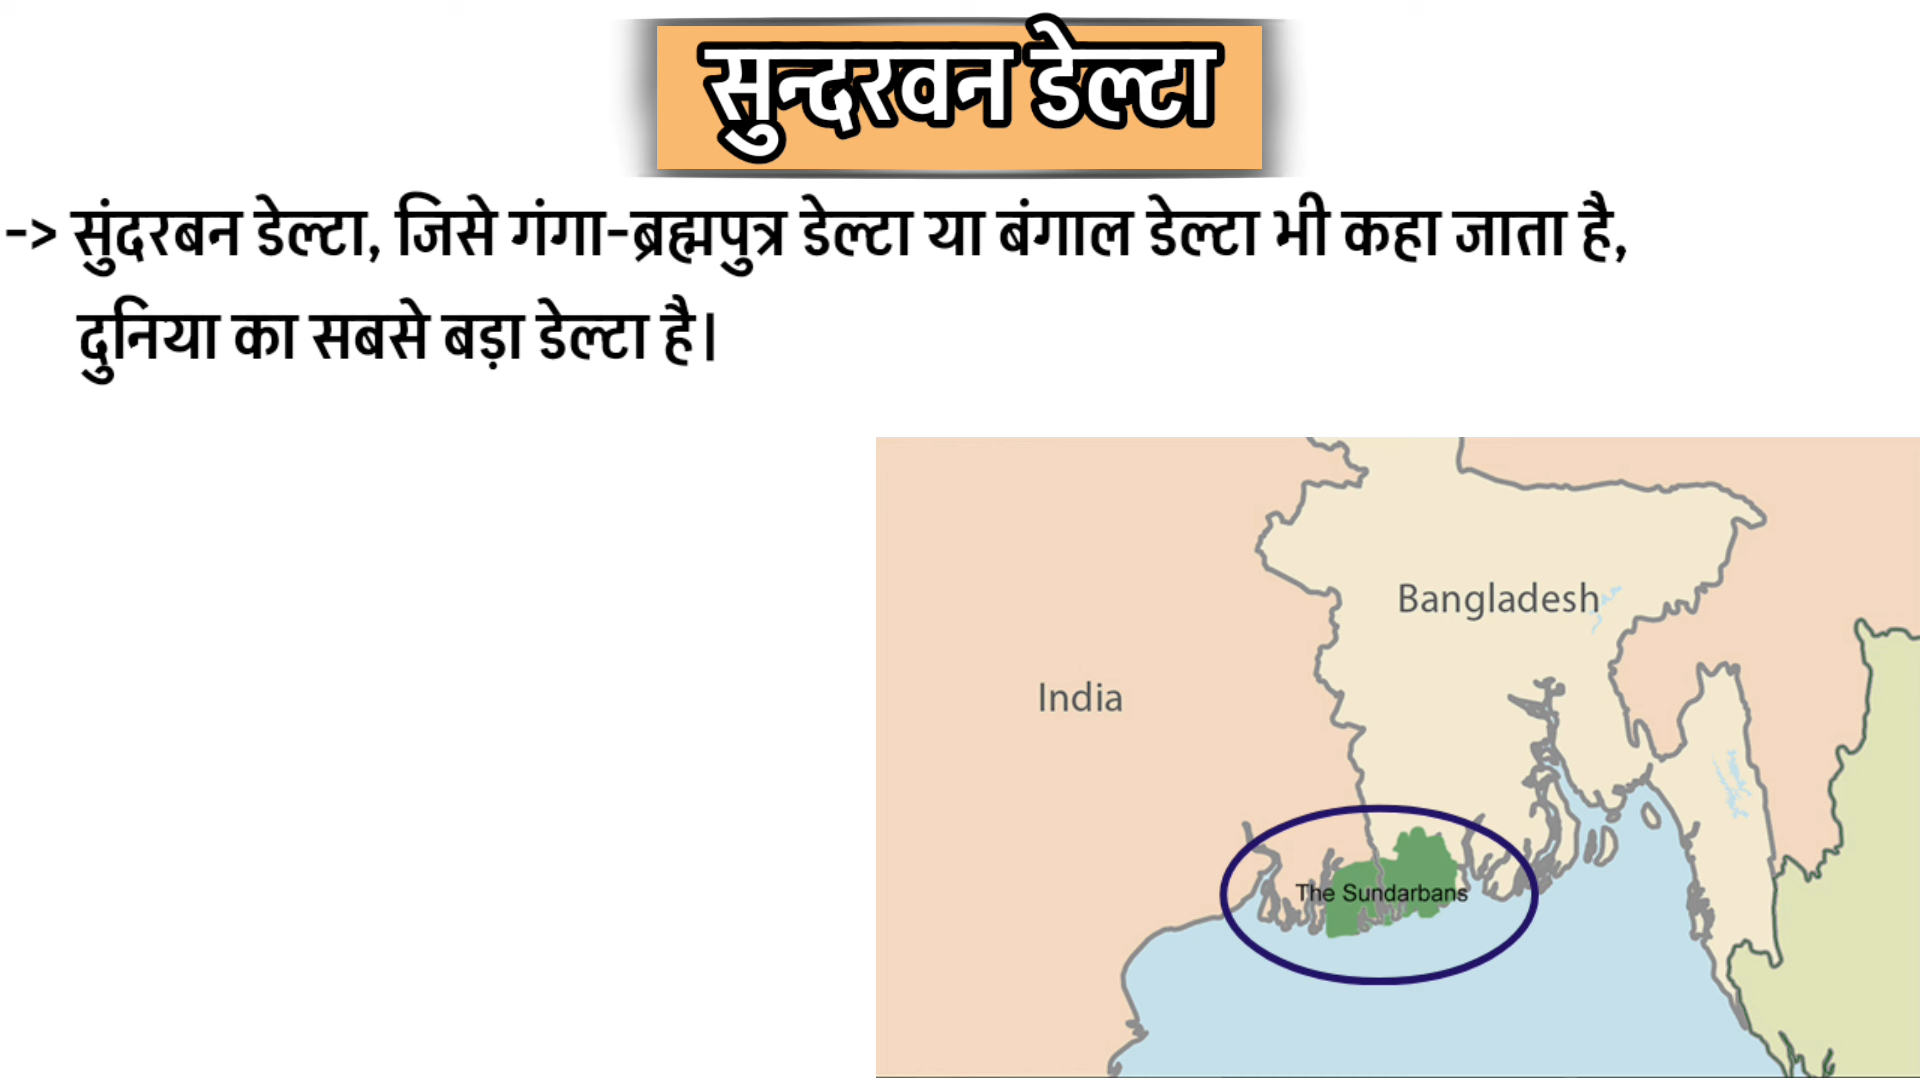 सुन्दरवन डेल्टा
-> सुंदरबन डेल्टा, जिसे गंगा-ब्रह्मपुत्र डेल्टा या बंगाल डेल्टा भी कहा जाता है,
दुनिया का सबसे बड़ा डेल्टा है।
Bangladesh
India
The Sundarbans